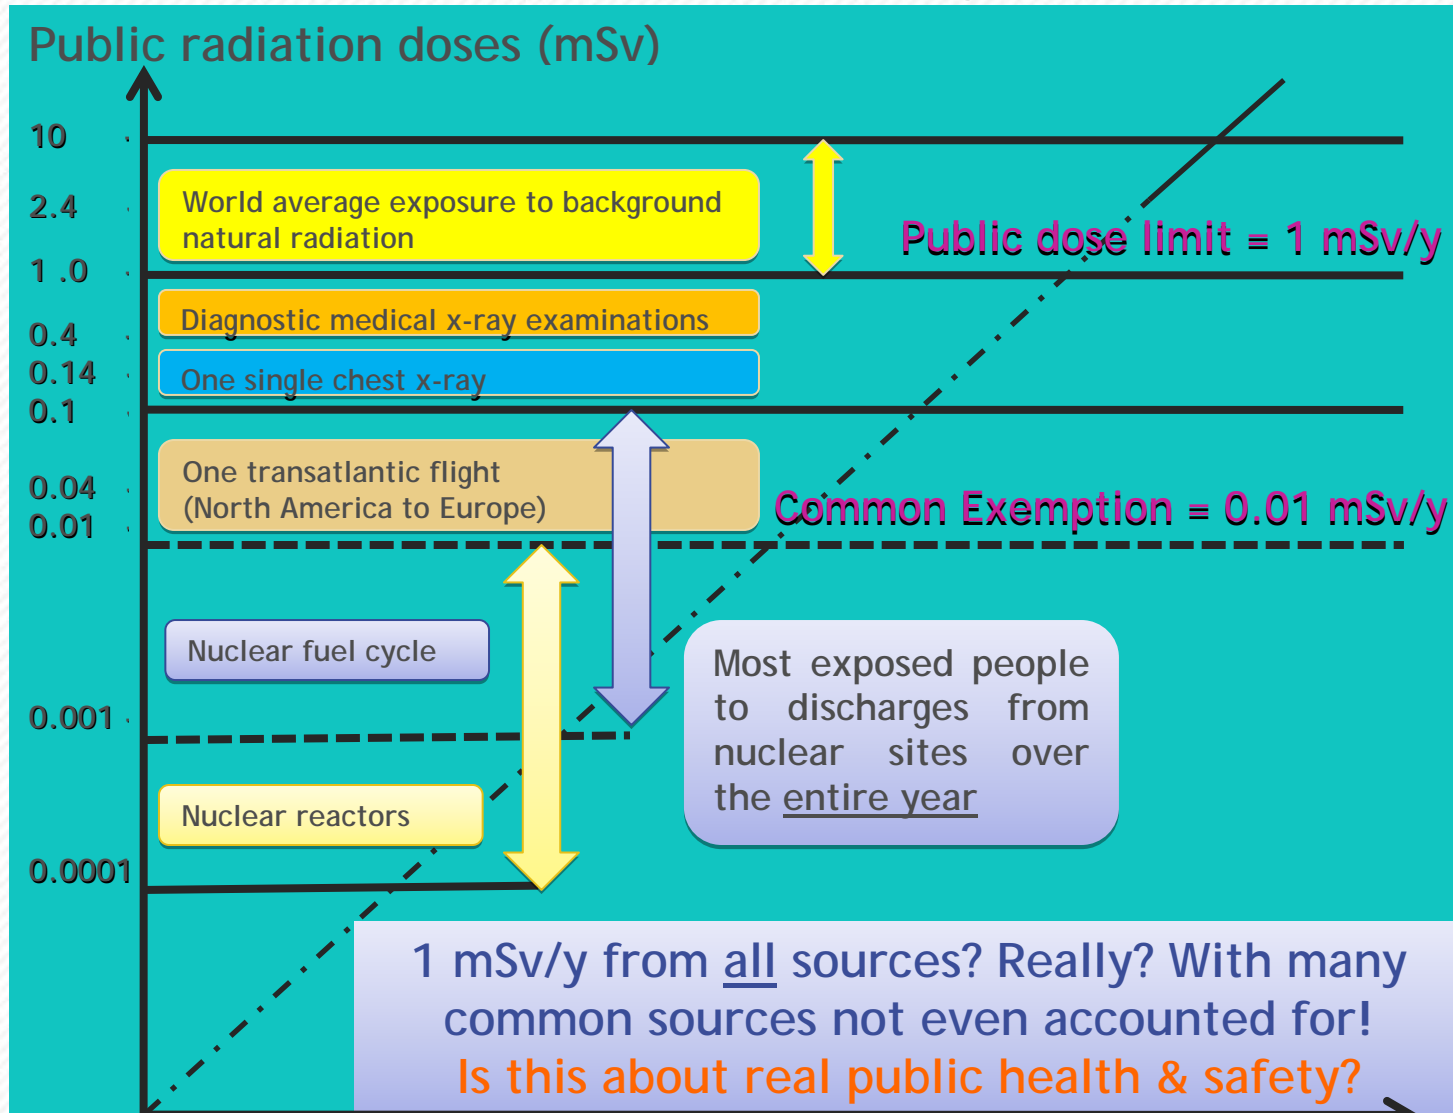 Public radiation doses (mSv)
10
World average exposure to background
natural radiation
2.4
Public dose limit = 1 mSv/y
1.0
Diagnostic medical x-ray examinations
0.4
0.14
One single chest x-ray
0.1
One transatlantic flight
(North America to Europe)
0.04
Common Exemption = 0.01 mSv/y
0.01
Nuclear fuel cycle
Most exposed people
to discharges from
nuclear sites over
the entire year
0.001
Nuclear reactors
0.0001
1 mSv/y from all sources? Really? With many
common sources not even accounted for!
Is this about real public health & safety?